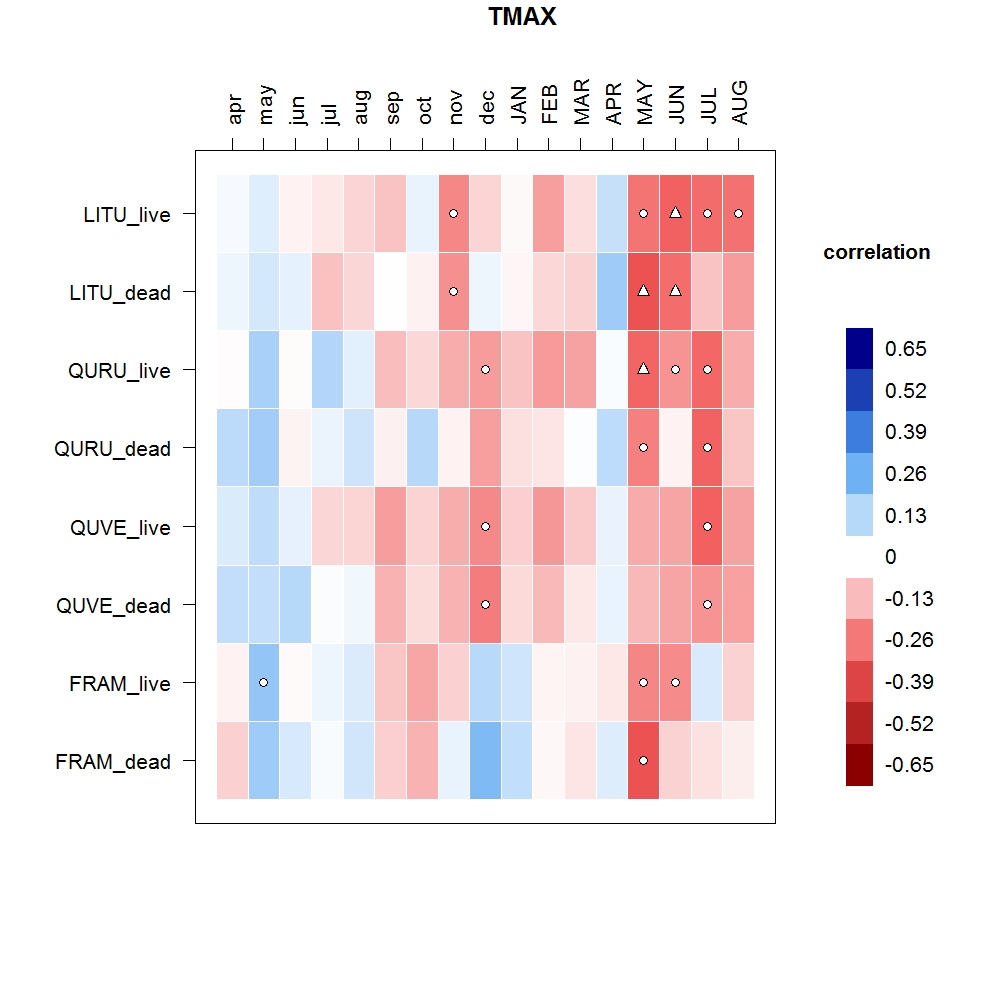 TMAX
apr may jun jul aug sep oct nov dec JAN FEB MAR APR MAY JUN JUL AUG
LITU_live
LITU_dead
QURU_live
QURU_dead
QUVE_live
QUVE_dead
FRAM_live
FRAM_dead
correlation
0.65
0.52
0.39
0.26
0.13
0
-0.13
-0.26
-0.39
-0.52
-0.65